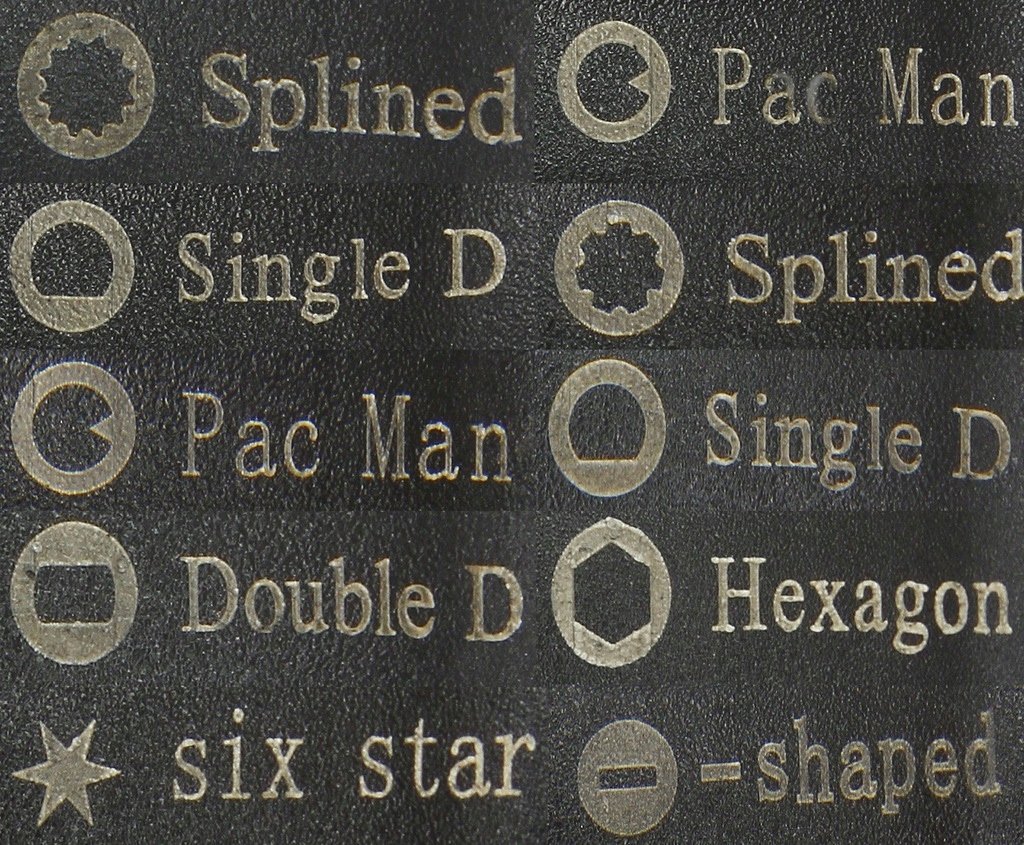 Splined
Pac Man
Single D
Splined
Pac Man
Single D
Double D
Hexagon
six star
-shaped